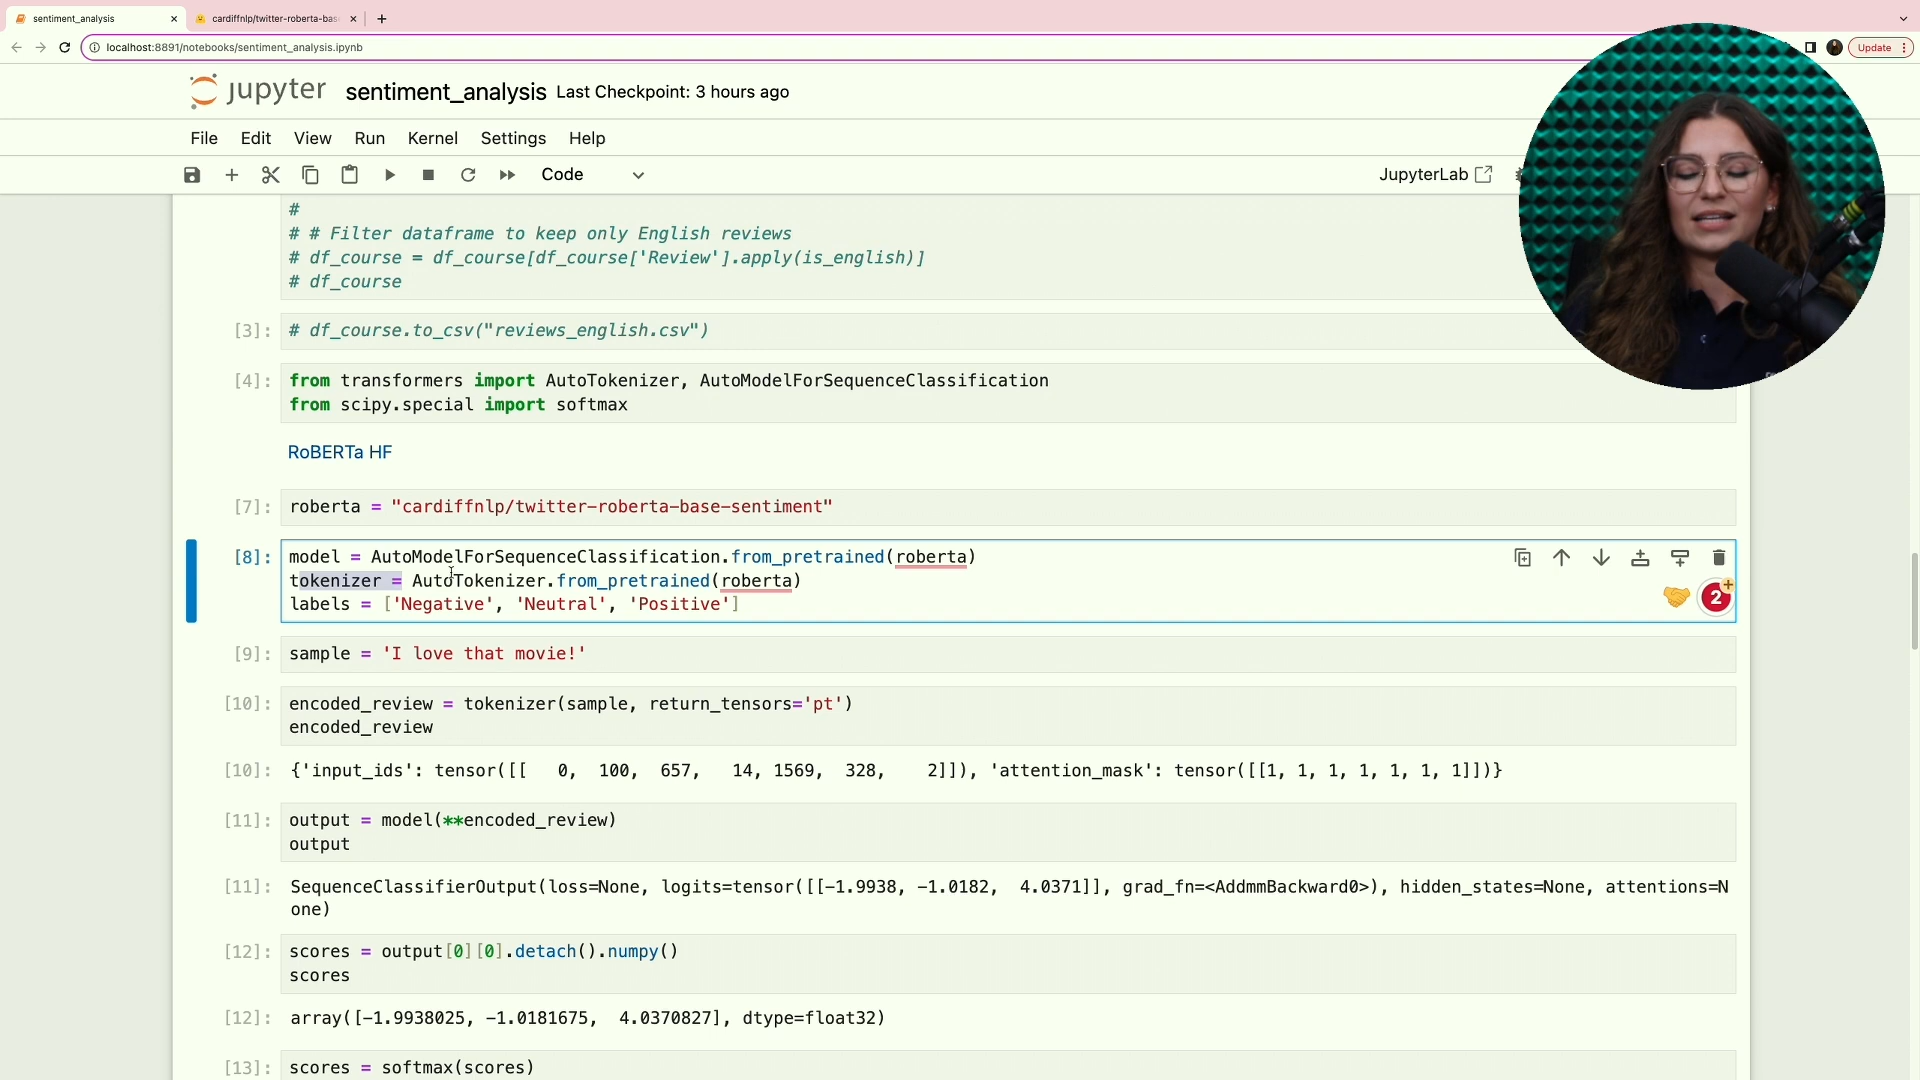 sentiment_analysis
cardiffnlp/twitter-roberta-bas
localhost:8891/notebooks/sentiment_analysis.ipynb
Update
jupyter sentiment_analysis Last Checkpoint: 3 hours ago
File Edit View Run Kernel Settings Help
Code
JupyterLab
#
# # Filter dataframe to keep only English reviews
# df_course = df_course[df_course['Review'].apply(is_english)]
# df_course
[3]: # df_course.to_csv("reviews_english.csv")
[4]: from transformers import AutoTokenizer, AutoModelForSequenceClassification
from scipy.special import softmax
RoBERTa HF
[7]: roberta = "cardiffnlp/twitter-roberta-base-sentiment"
[8]: model = AutoModelForSequenceClassification.from_pretrained(roberta)
tokenizer = AutoTokenizer.from_pretrained(roberta)
labels = ['Negative', 'Neutral', 'Positive']
2
[9]: sample = 'I love that movie!'
[10]: encoded_review = tokenizer(sample, return_tensors='pt')
encoded_review
[10]: {'input_ids': tensor([[   0,  100,  657,   14, 1569,  328,    2]]), 'attention_mask': tensor([[1, 1, 1, 1, 1, 1, 1]])}
[11]: output = model(**encoded_review)
output
[11]: SequenceClassifierOutput(loss=None, logits=tensor([[-1.9938, -1.0182,  4.0371]], grad_fn=<AddmmBackward0>), hidden_states=None, attentions=N
one)
[12]: scores = output[0][0].detach().numpy()
scores
[12]: array([-1.9938025, -1.0181675,  4.0370827], dtype=float32)
[13]: scores = softmax(scores)